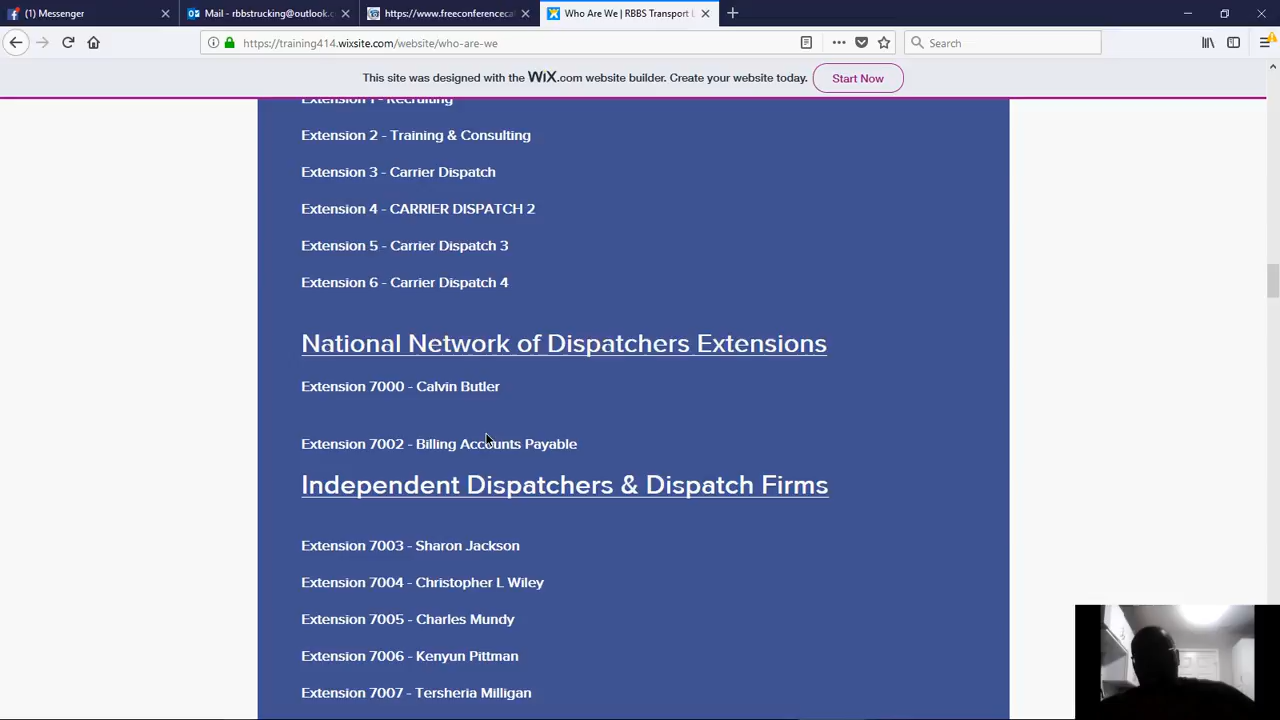 (1) Messenger
Mail - rbbstrucking@outlook.c
https://www.freeconferenceca
Who Are We | RBBS Transport L
https://training414.wixsite.com/website/who-are-we
Search
This site was designed with the WiX.com website builder. Create your website today.
Start Now
Extension 1 - Recruiting
Extension 2 - Training & Consulting
Extension 3 - Carrier Dispatch
Extension 4 - CARRIER DISPATCH 2
Extension 5 - Carrier Dispatch 3
Extension 6 - Carrier Dispatch 4
National Network of Dispatchers Extensions
Extension 7000 - Calvin Butler
Extension 7002 - Billing Accounts Payable
Independent Dispatchers & Dispatch Firms
Extension 7003 - Sharon Jackson
Extension 7004 - Christopher L Wiley
Extension 7005 - Charles Mundy
Extension 7006 - Kenyun Pittman
Extension 7007 - Tersheria Milligan